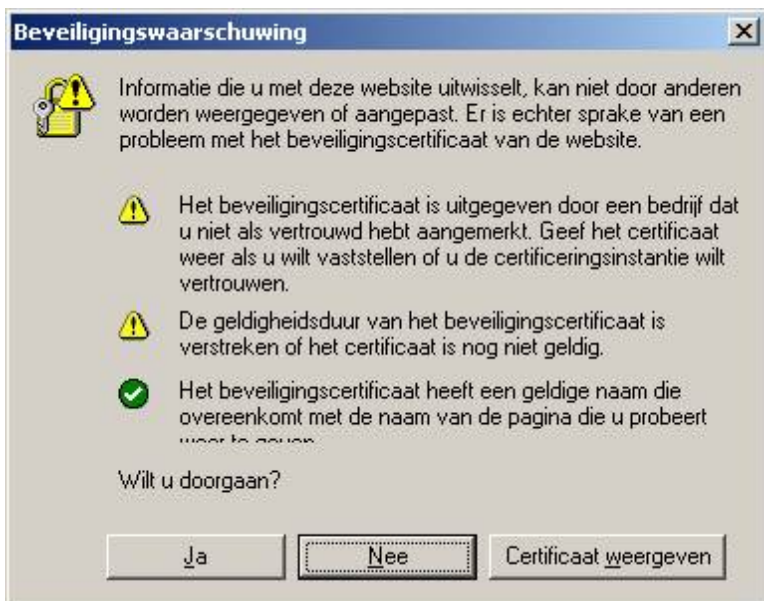 Beveiligingswaarschuwing
Informatie die u met deze website uitwisselt, kan niet door anderen
worden weergegeven of aangepast. Er is echter sprake van een
probleem met het beveiligingscertificaat van de website.
Het beveiligingscertificaat is uitgegeven door een bedrijf dat
u niet als vertrouwd hebt aangemerkt. Geef het certificaat
weer als u wilt vaststellen of u de certificeringsinstantie wilt
vertrouwen.
De geldigheidsduur van het beveiligingscertificaat is
verstreken of het certificaat is nog niet geldig.
Het beveiligingscertificaat heeft een geldige naam die
overeenkomt met de naam van de pagina die u probeert
weer te geven
Wilt u doorgaan?
Ja
Nee
Certificaat weergeven